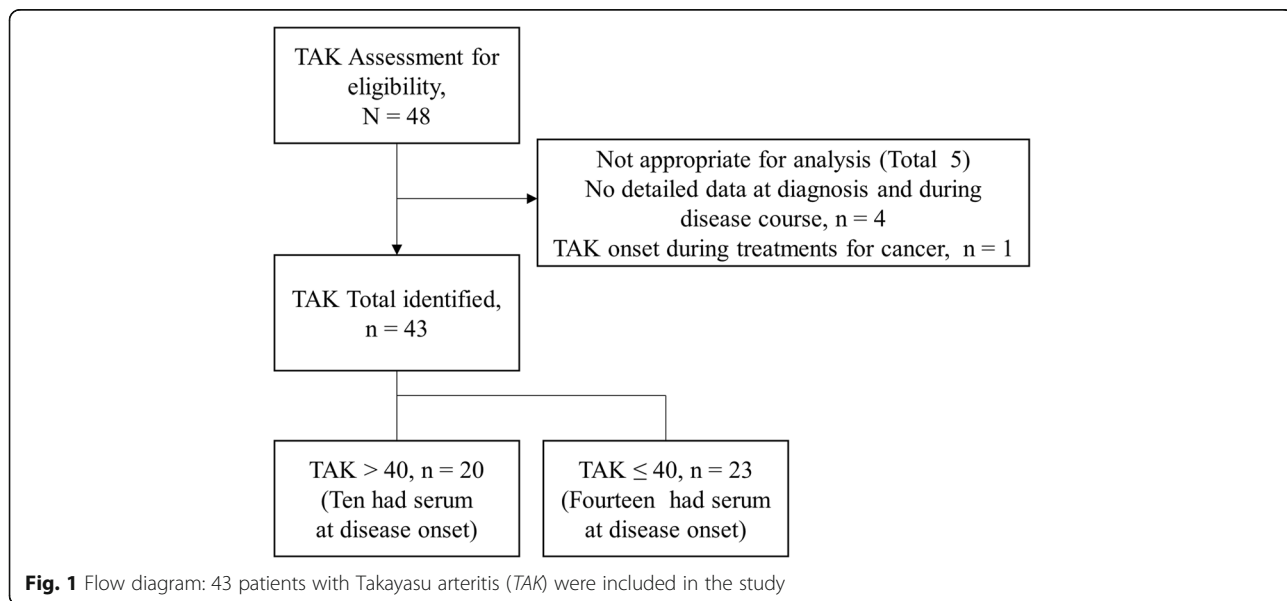 TAK Assessment for
eligibility,
N = 48
Not appropriate for analysis (Total 5)
No detailed data at diagnosis and during
disease course, n = 4
TAK onset during treatments for cancer, n = 1
TAK Total identified,
n = 43
TAK > 40, n = 20
(Ten had serum
at disease onset)
TAK ≤ 40, n = 23
(Fourteen had serum
at disease onset)
Fig. 1 Flow diagram: 43 patients with Takayasu arteritis (TAK) were included in the study